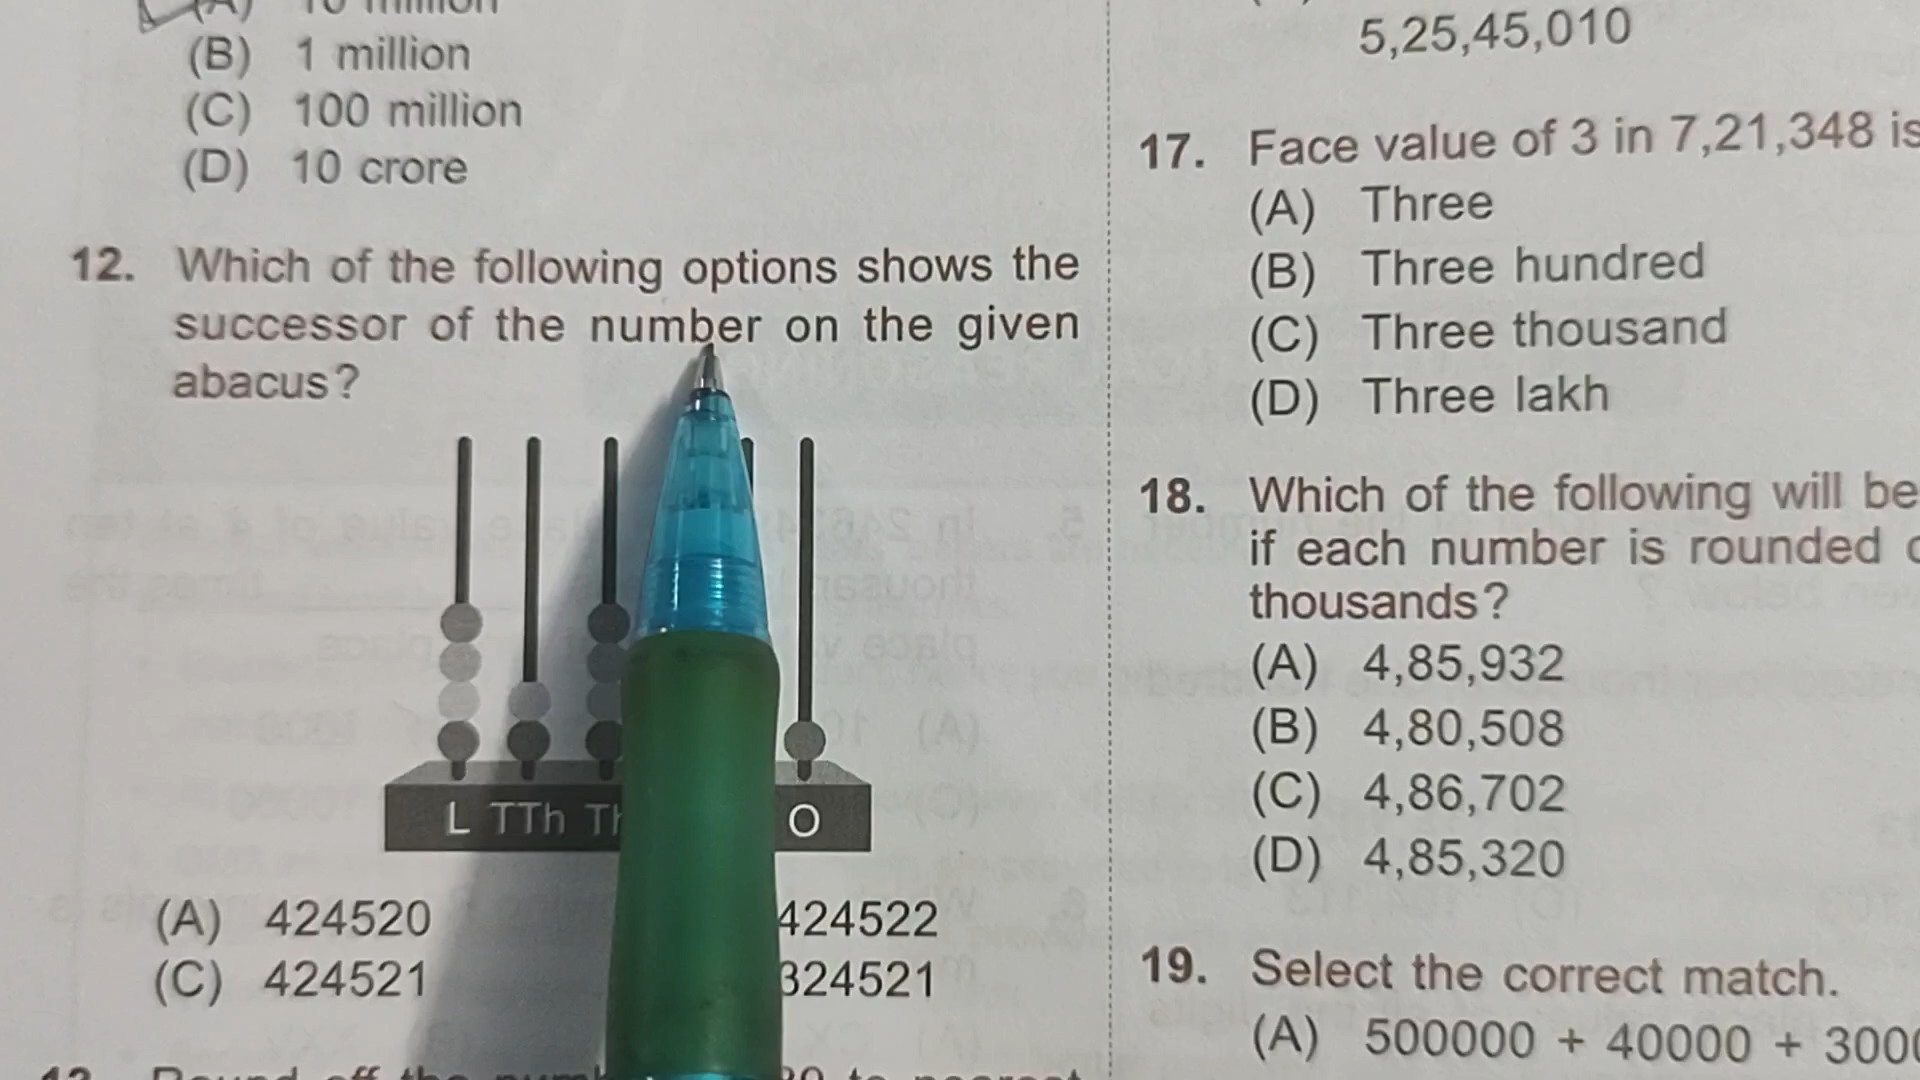 (A) 10 million
(B) 1 million
(C) 100 million
(D) 10 crore
12. Which of the following options shows the
successor of the number on the given
abacus?
L TTh Th O
(A) 424520 424522
(C) 424521 324521
5,25,45,010
17. Face value of 3 in 7,21,348 is
(A) Three
(B) Three hundred
(C) Three thousand
(D) Three lakh
18. Which of the following will be
if each number is rounded
thousands?
(A) 4,85,932
(B) 4,80,508
(C) 4,86,702
(D) 4,85,320
19. Select the correct match.
(A) 500000 + 40000 + 3000